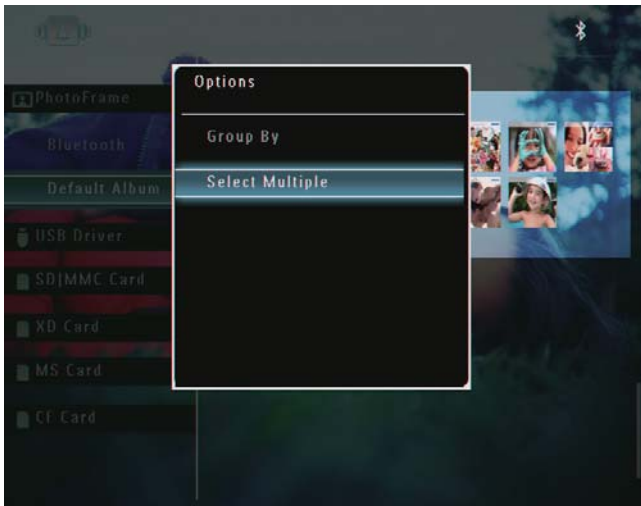 Options
Group By
Select Multiple
PhotoFrame
Bluetooth
Default Album
USB Driver
SD|MMC Card
XD Card
MS Card
CF Card